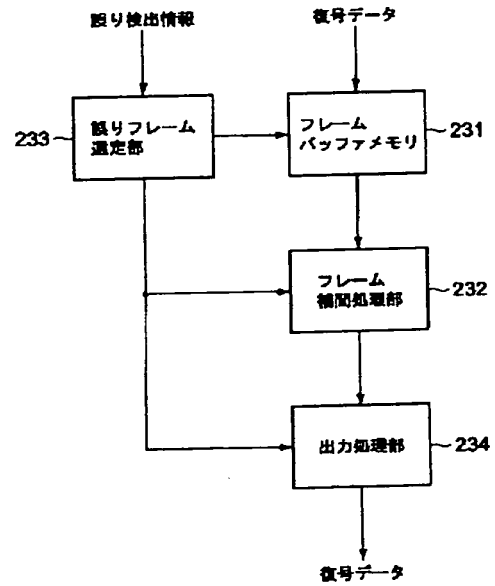 誤り検出情報
復号データ
233
誤りフレーム
選定部
フレーム
バッファメモリ
231
フレーム
補間処理部
232
出力処理部
234
復号データ